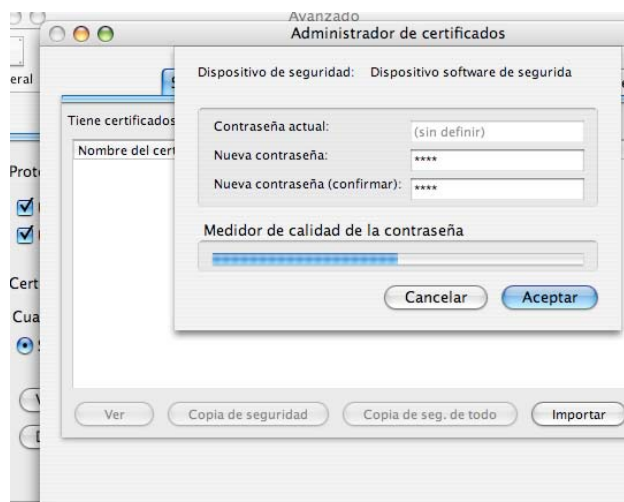 Avanzado
Administrador de certificados
eral
Dispositivo de seguridad: Dispositivo software de segurida
Tiene certificados
Contraseña actual: (sin definir)
Nombre del cert
Nueva contraseña: ****
Prote
Nueva contraseña (confirmar): ****
Medidor de calidad de la contraseña
Cert
Cancelar Aceptar
Cua
Ver Copia de seguridad Copia de seg. de todo Importar